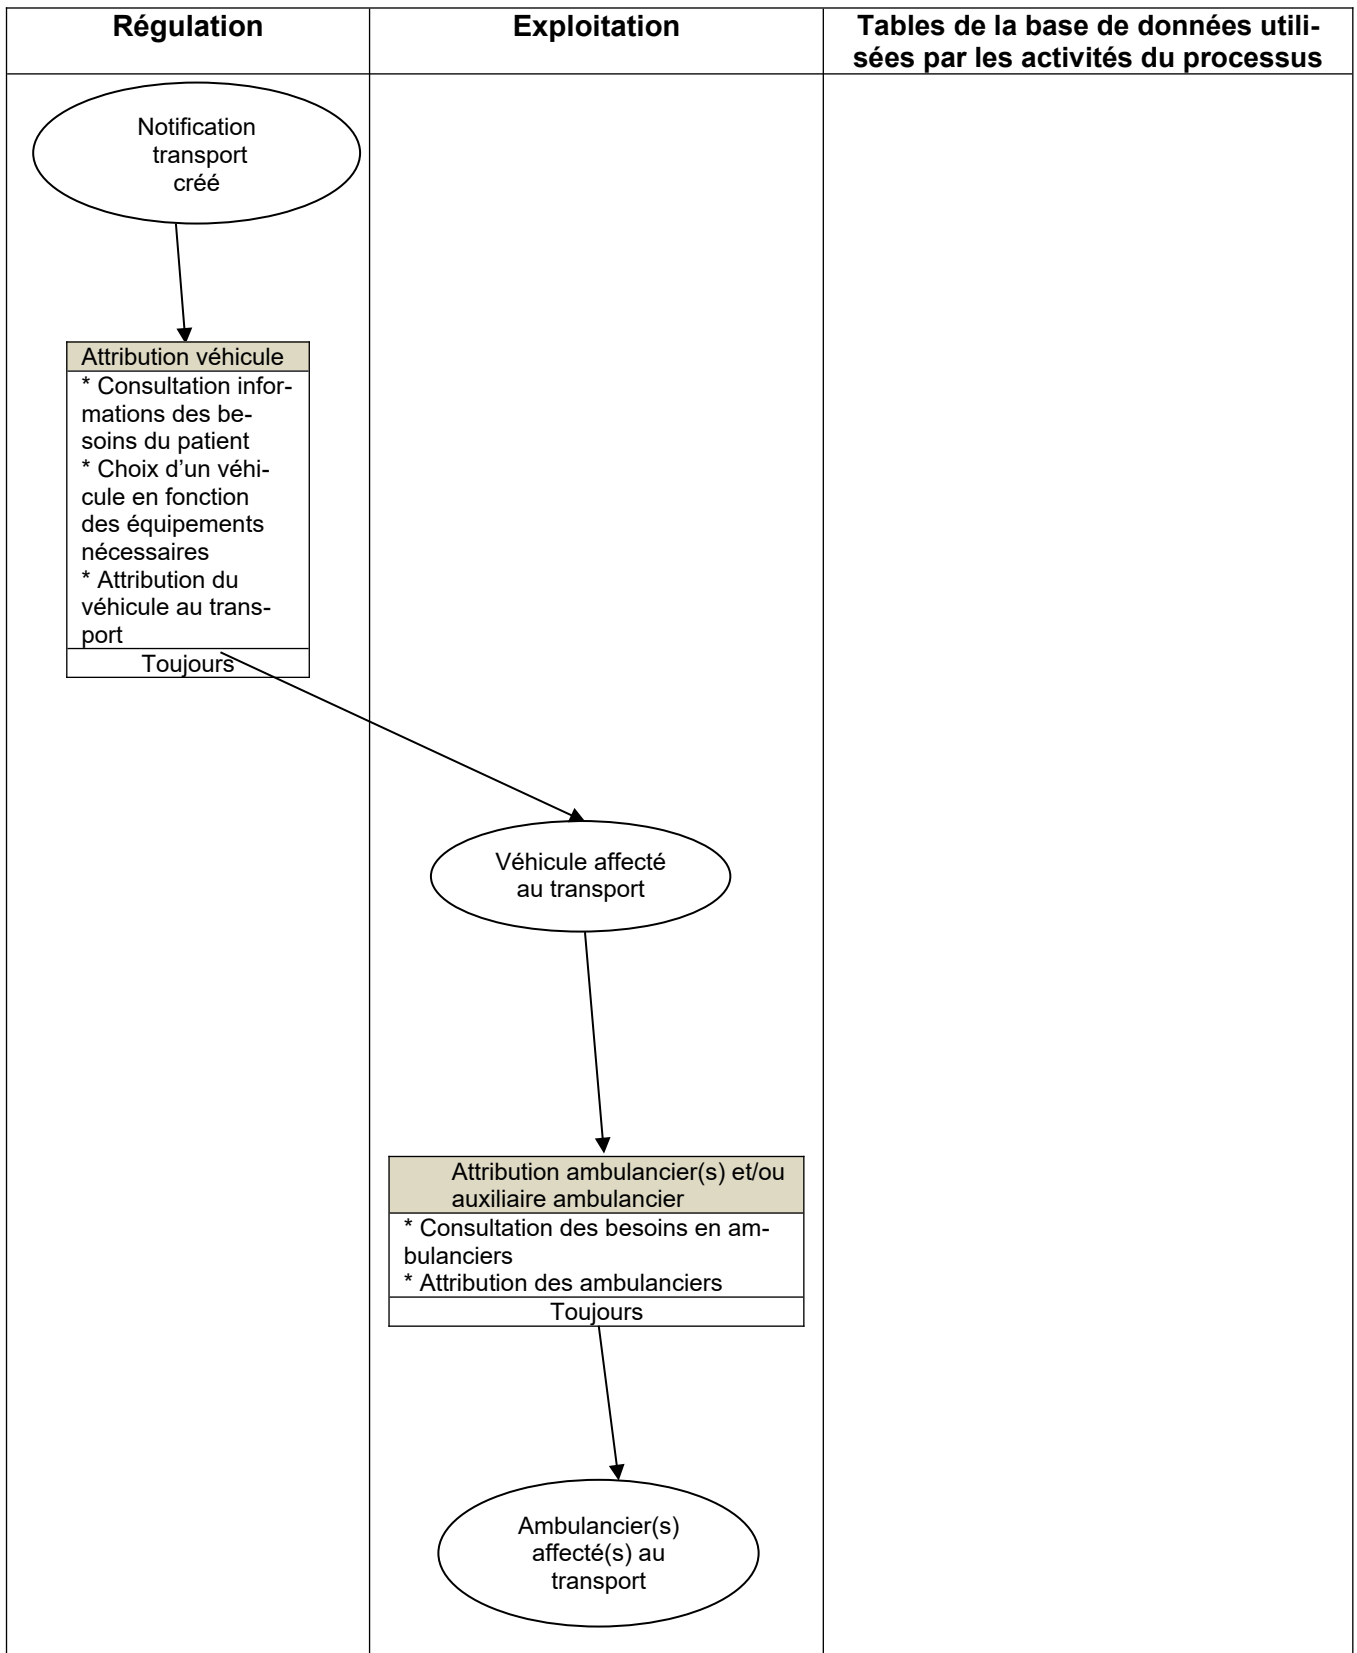 Régulation
Exploitation
Tables de la base de données utili-
sées par les activités du processus
Notification
transport
créé
Attribution véhicule
* Consultation infor-
mations des be-
soins du patient
* Choix d’un véhi-
cule en fonction
des équipements
nécessaires
* Attribution du
véhicule au trans-
port
Toujours
Véhicule affecté
au transport
Attribution ambulancier(s) et/ou
auxiliaire ambulancier
* Consultation des besoins en am-
bulanciers
* Attribution des ambulanciers
Toujours
Ambulancier(s)
affecté(s) au
transport